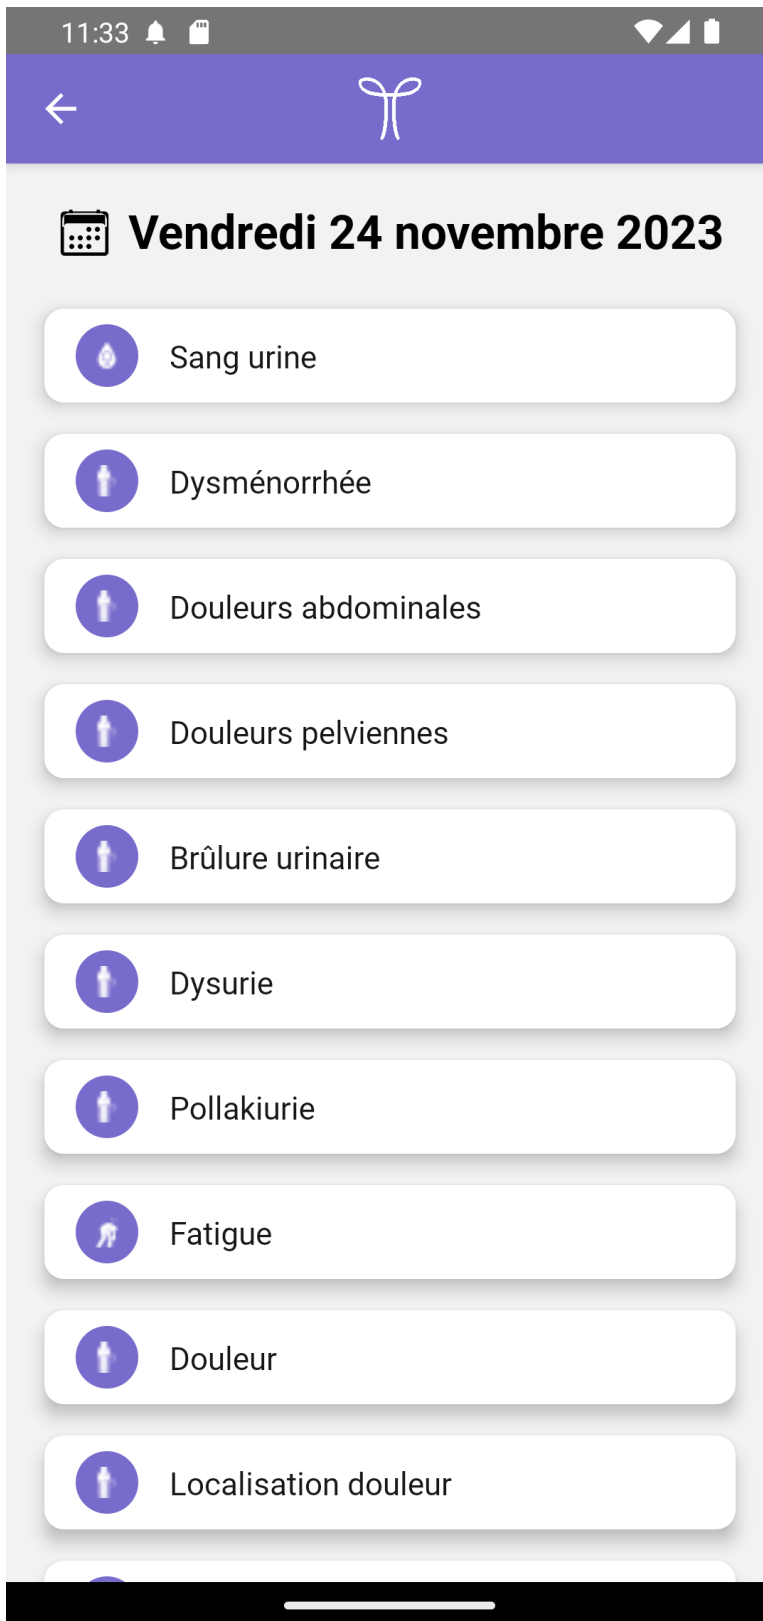 11:33
Vendredi 24 novembre 2023
Sang urine
Dysménorrhée
Douleurs abdominales
Douleurs pelviennes
Brûlure urinaire
Dysurie
Pollakiurie
Fatigue
Douleur
Localisation douleur